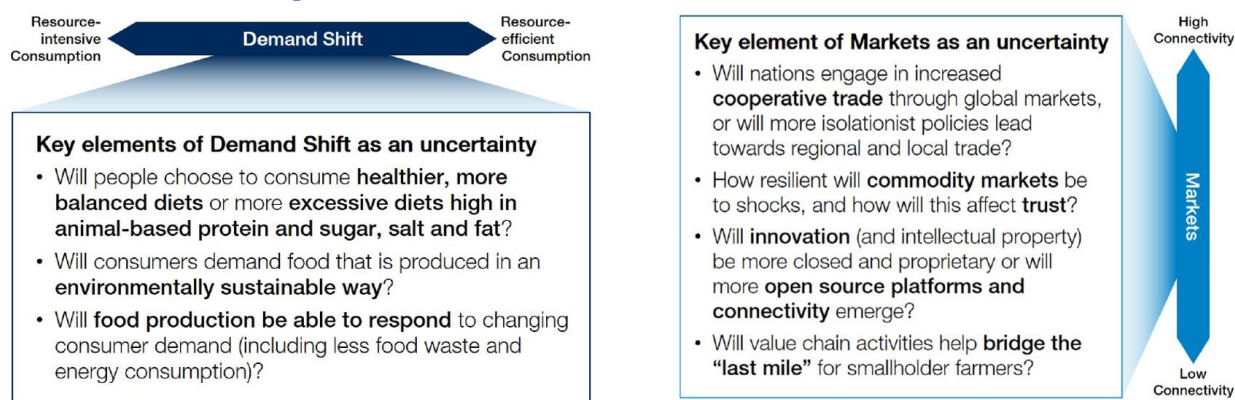 Resource-
intensive
Consumption
Demand Shift
Resource-
efficient
Consumption
Key elements of Demand Shift as an uncertainty
• Will people choose to consume healthier, more
balanced diets or more excessive diets high in
animal-based protein and sugar, salt and fat?
• Will consumers demand food that is produced in an
environmentally sustainable way?
• Will food production be able to respond to changing
consumer demand (including less food waste and
energy consumption)?
Key element of Markets as an uncertainty
• Will nations engage in increased
cooperative trade through global markets,
or will more isolationist policies lead
towards regional and local trade?
• How resilient will commodity markets be
to shocks, and how will this affect trust?
• Will innovation (and intellectual property)
be more closed and proprietary or will
more open source platforms and
connectivity emerge?
• Will value chain activities help bridge the
“last mile” for smallholder farmers?
High
Connectivity
Markets
Low
Connectivity